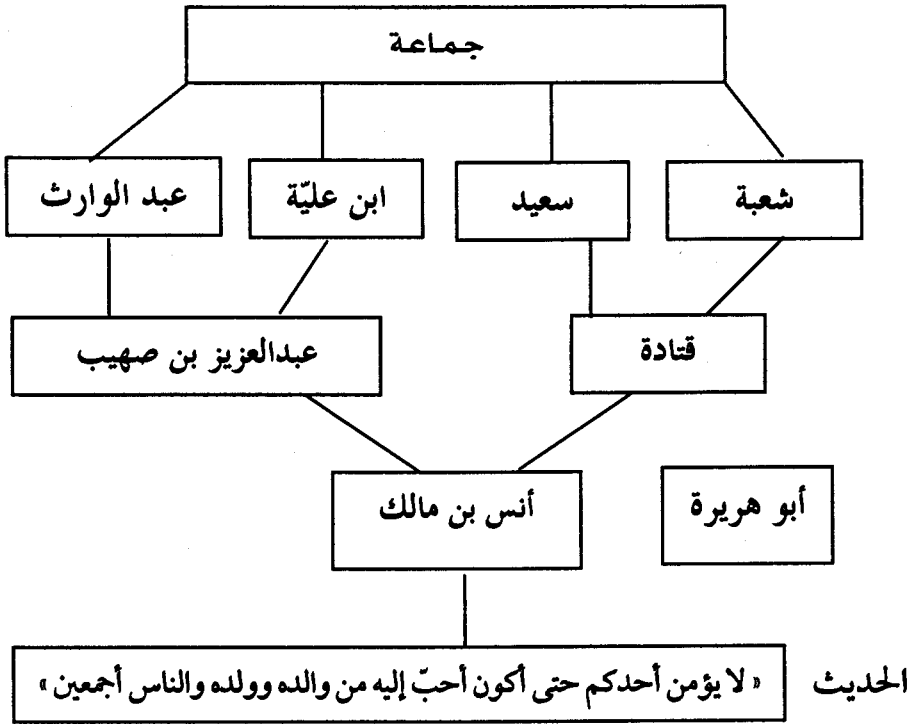 جماعة
شعبة
سعيد
ابن عليّة
عبد الوارث
قتادة
عبدالعزيز بن صهيب
أبو هريرة
أنس بن مالك
الحديث
« لا يؤمن أحدكم حتى أكون أحبّ إليه من والده وولده والناس أجمعين »